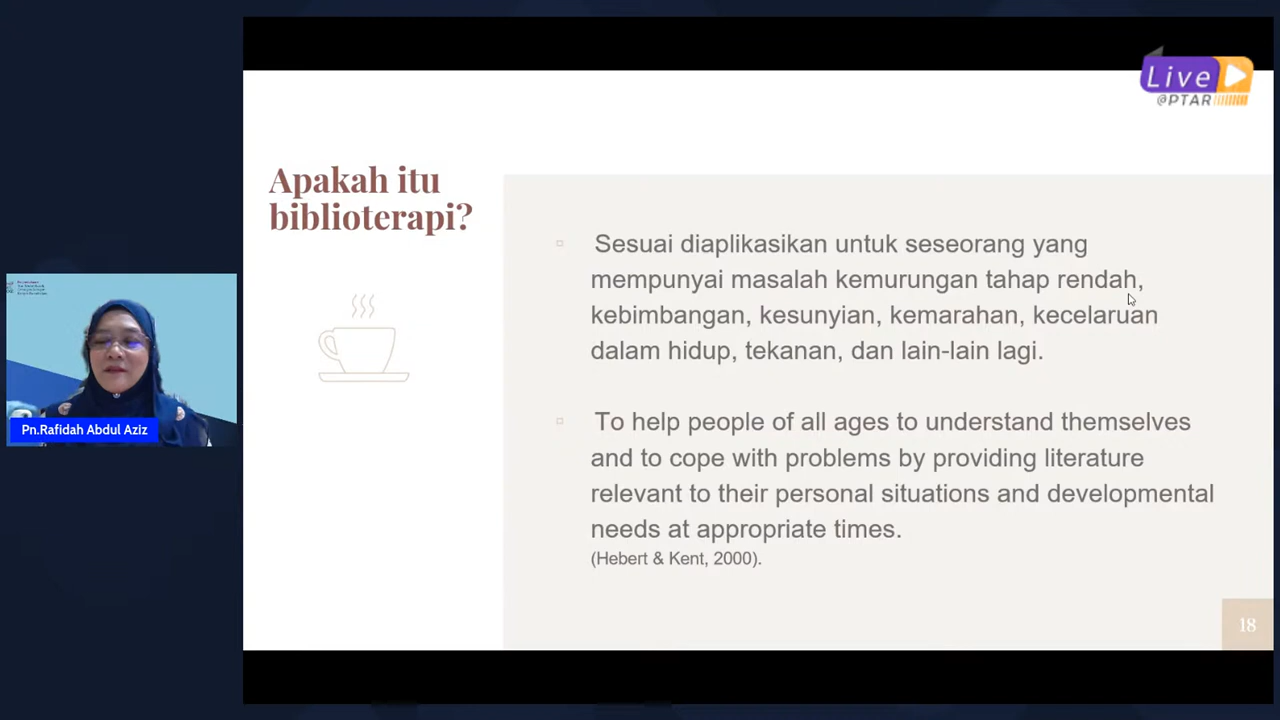 Live
@PTAR
Apakah itu
biblioterapi?
Sesuai diaplikasikan untuk seseorang yang
mempunyai masalah kemurungan tahap rendah,
kebimbangan, kesunyian, kemarahan, kecelaruan
dalam hidup, tekanan, dan lain-lain lagi.
To help people of all ages to understand themselves
and to cope with problems by providing literature
relevant to their personal situations and developmental
needs at appropriate times.
(Hebert & Kent, 2000).
18
Pn.Rafidah Abdul Aziz